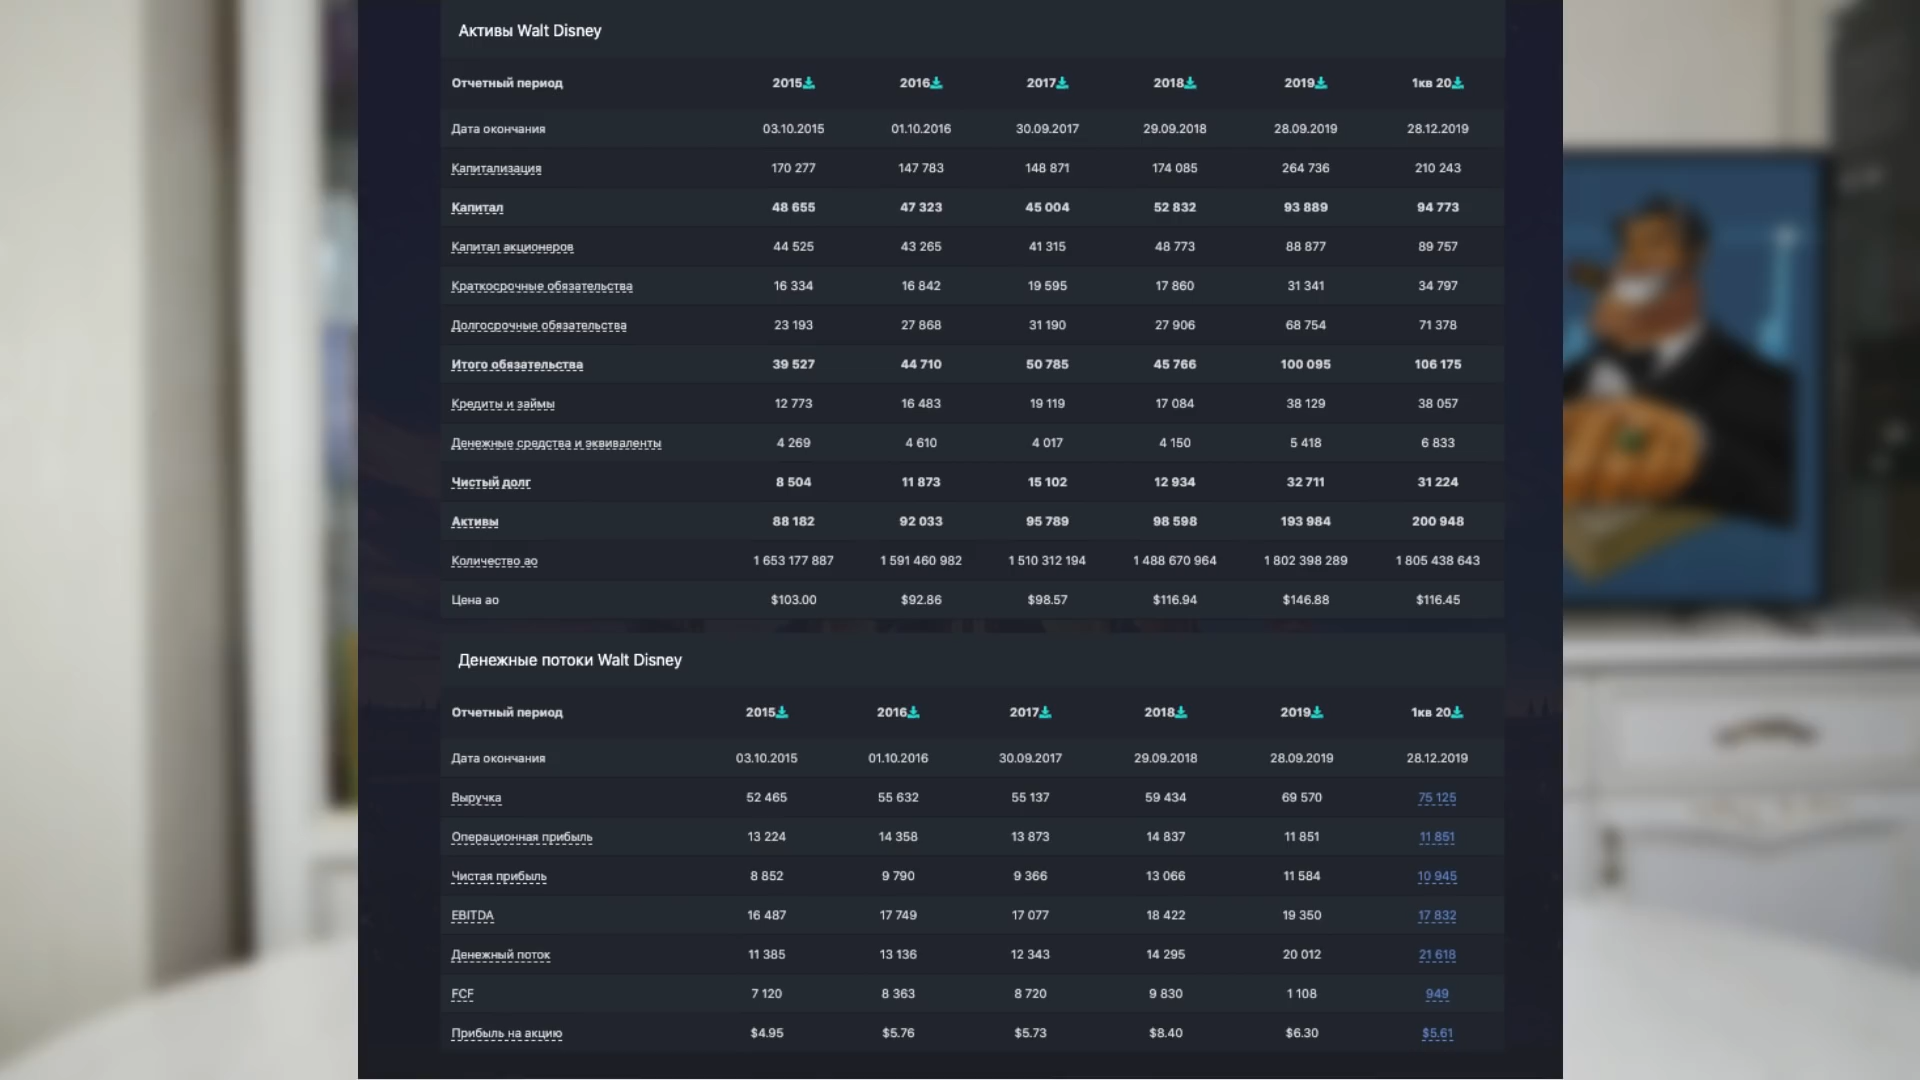 Активы Walt Disney
Отчетный период 2015 2016 2017 2018 2019 1кв 20
Дата окончания 03.10.2015 01.10.2016 30.09.2017 29.09.2018 28.09.2019 28.12.2019
Капитализация 170 277 147 783 148 871 174 085 264 736 210 243
Капитал 48 655 47 323 45 004 52 832 93 889 94 773
Капитал акционеров 44 525 43 265 41 315 48 773 88 877 89 757
Краткосрочные обязательства 16 334 16 842 19 595 17 860 31 341 34 797
Долгосрочные обязательства 23 193 27 868 31 190 27 906 68 754 71 378
Итого обязательства 39 527 44 710 50 785 45 766 100 095 106 175
Кредиты и займы 12 773 16 483 19 119 17 084 38 129 38 057
Денежные средства и эквиваленты 4 269 4 610 4 017 4 150 5 418 6 833
Чистый долг 8 504 11 873 15 102 12 934 32 711 31 224
Активы 88 182 92 033 95 789 98 598 193 984 200 948
Количество ао 1 653 177 887 1 591 460 982 1 510 312 194 1 488 670 964 1 802 398 289 1 805 438 643
Цена ао $103.00 $92.86 $98.57 $116.94 $146.88 $116.45
Денежные потоки Walt Disney
Отчетный период 2015 2016 2017 2018 2019 1кв 20
Дата окончания 03.10.2015 01.10.2016 30.09.2017 29.09.2018 28.09.2019 28.12.2019
Выручка 52 465 55 632 55 137 59 434 69 570 75 125
Операционная прибыль 13 224 14 358 13 873 14 837 11 851 11 851
Чистая прибыль 8 852 9 790 9 366 13 066 11 584 10 945
EBITDA 16 487 17 749 17 077 18 422 19 350 17 832
Денежный поток 11 385 13 136 12 343 14 295 20 012 21 618
FCF 7 120 8 363 8 720 9 830 1 108 949
Прибыль на акцию $4.95 $5.76 $5.73 $8.40 $6.30 $5.61